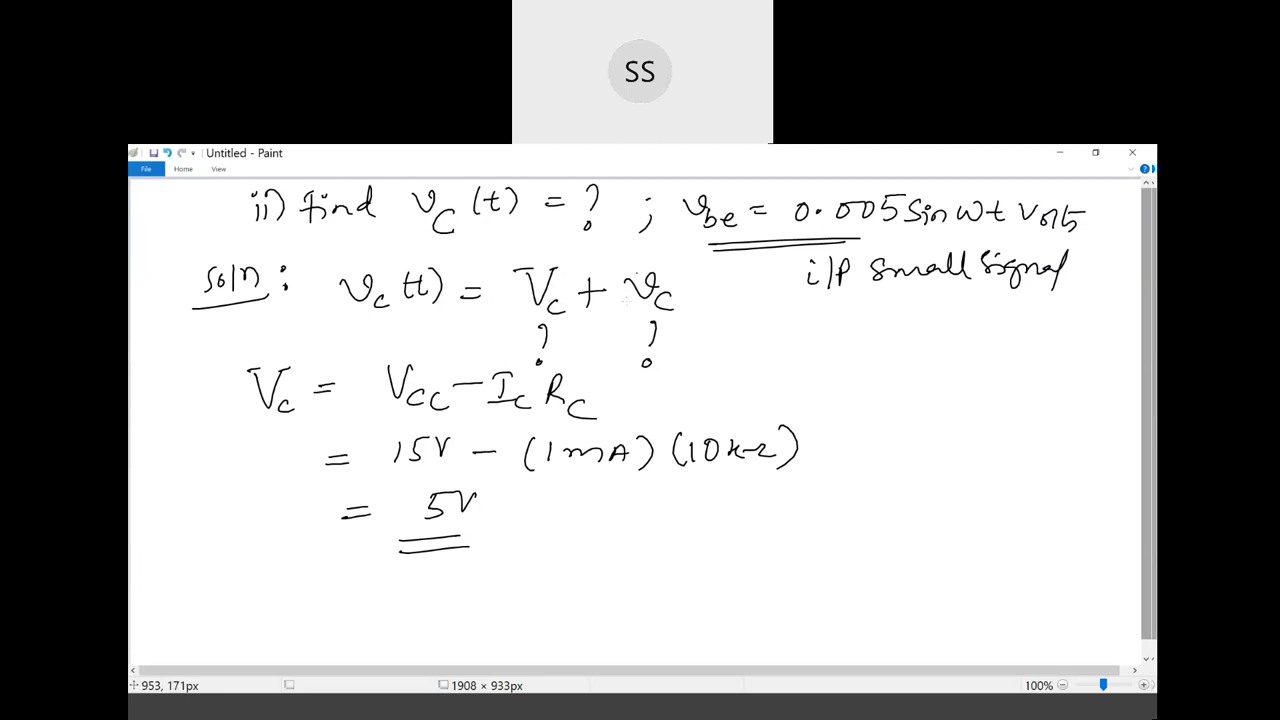 SS
Untitled - Paint
File Home View
ii) find v_C (t) = ? ; v_be = 0.005 sin ωt volts
i/p small signal
soln : v_C (t) = V_C + v_c
? ?
V_C = V_CC - I_C R_C
= 15V - (1mA) (10kΩ)
= 5V
953, 171px 1908 × 933px 100%